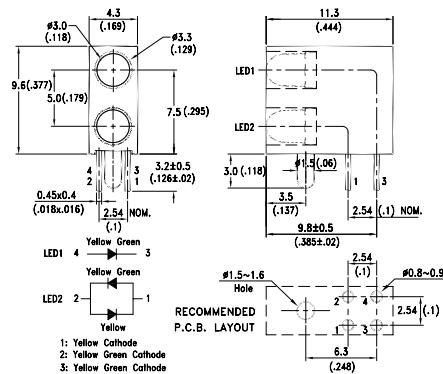 4.3
(.169)
11.3
(.444)
ø3.0
(.118)
ø3.3
(.129)
9.6(.377)
5.0(.179)
7.5(.295)
LED1
LED2
4
2
3
1
3.2±0.5
(.126±.02)
0.45x0.4
(.018x.016)
2.54 NOM.
(.1)
3.0(.118)
ø1.5(.06)
3.5
(.137)
2.54 (.1) NOM.
9.8±0.5
(.385±.02)
Yellow Green
LED1 4 3
Yellow Green
LED2 2 1
Yellow
1: Yellow Cathode
2: Yellow Green Cathode
3: Yellow Green Cathode
2.54
(.1)
ø1.5~1.6
Hole
ø0.8~0.9
2 4
2.54(.1)
1 3
RECOMMENDED
P.C.B. LAYOUT
6.3
(.248)